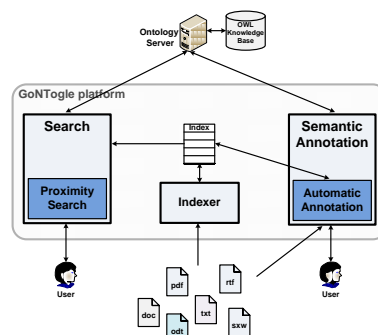 Ontology
Server
OWL
Knowledge
Base
GoNTogle platform
Search
Index
Semantic
Annotation
Proximity
Search
Indexer
Automatic
Annotation
User
pdf
rtf
doc
txt
odt
sxw
User